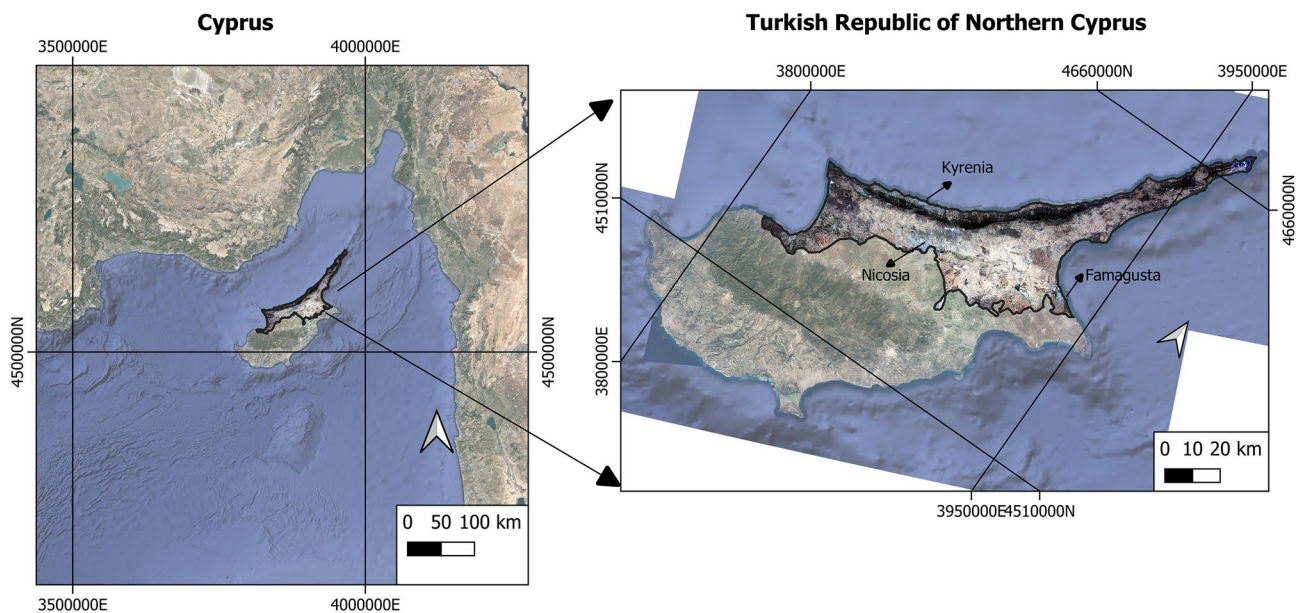 Cyprus
3500000E 4000000E
4500000N
4500000N
0 50 100 km
3500000E 4000000E
Turkish Republic of Northern Cyprus
3800000E 4660000N 3950000E
4510000N
3800000E
4660000N
Kyrenia
Nicosia
Famagusta
0 10 20 km
3950000E 4510000N